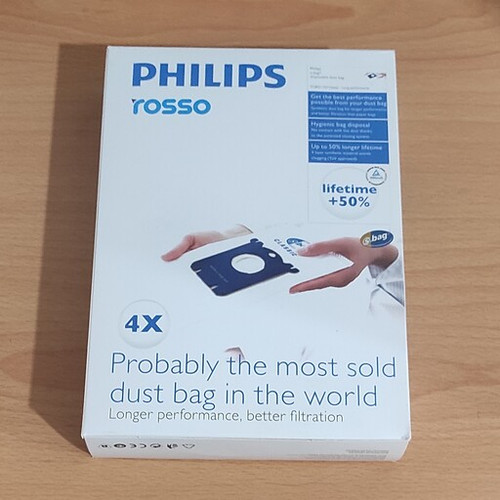 PHILIPS
rosso
Get the best performance
possible from your dust bag
Hygienic bag disposal
Up to 50% longer lifetime
lifetime
+50%
s-bag
CLASSIC
4X
Probably the most sold
dust bag in the world
Longer performance, better filtration